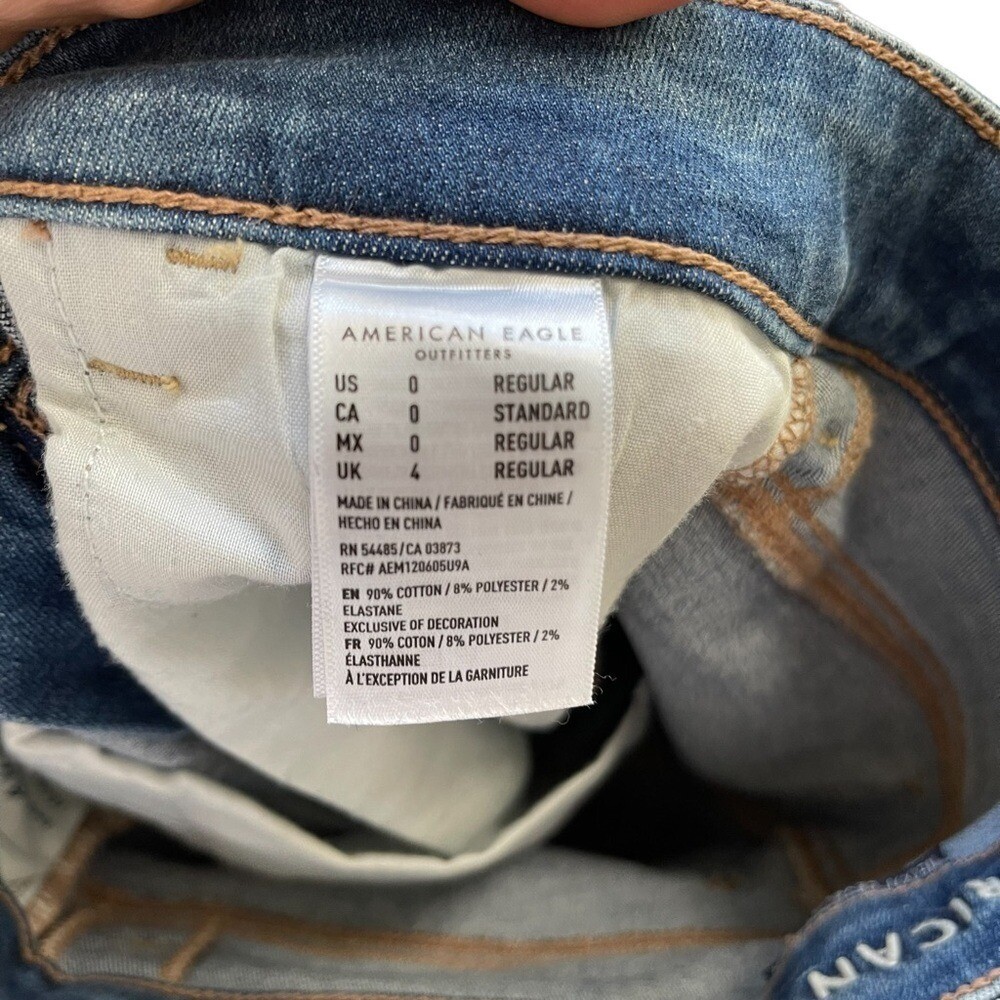 AMERICAN EAGLE
OUTFITTERS
US 0 REGULAR
CA 0 STANDARD
MX 0 REGULAR
UK 4 REGULAR
MADE IN CHINA / FABRIQUÉ EN CHINE /
HECHO EN CHINA
RN 54485/CA 03873
RFC# AEM120605U9A
EN 90% COTTON / 8% POLYESTER / 2%
ELASTANE
EXCLUSIVE OF DECORATION
FR 90% COTON / 8% POLYESTER / 2%
ÉLASTHANNE
À L'EXCEPTION DE LA GARNITURE
RICAN